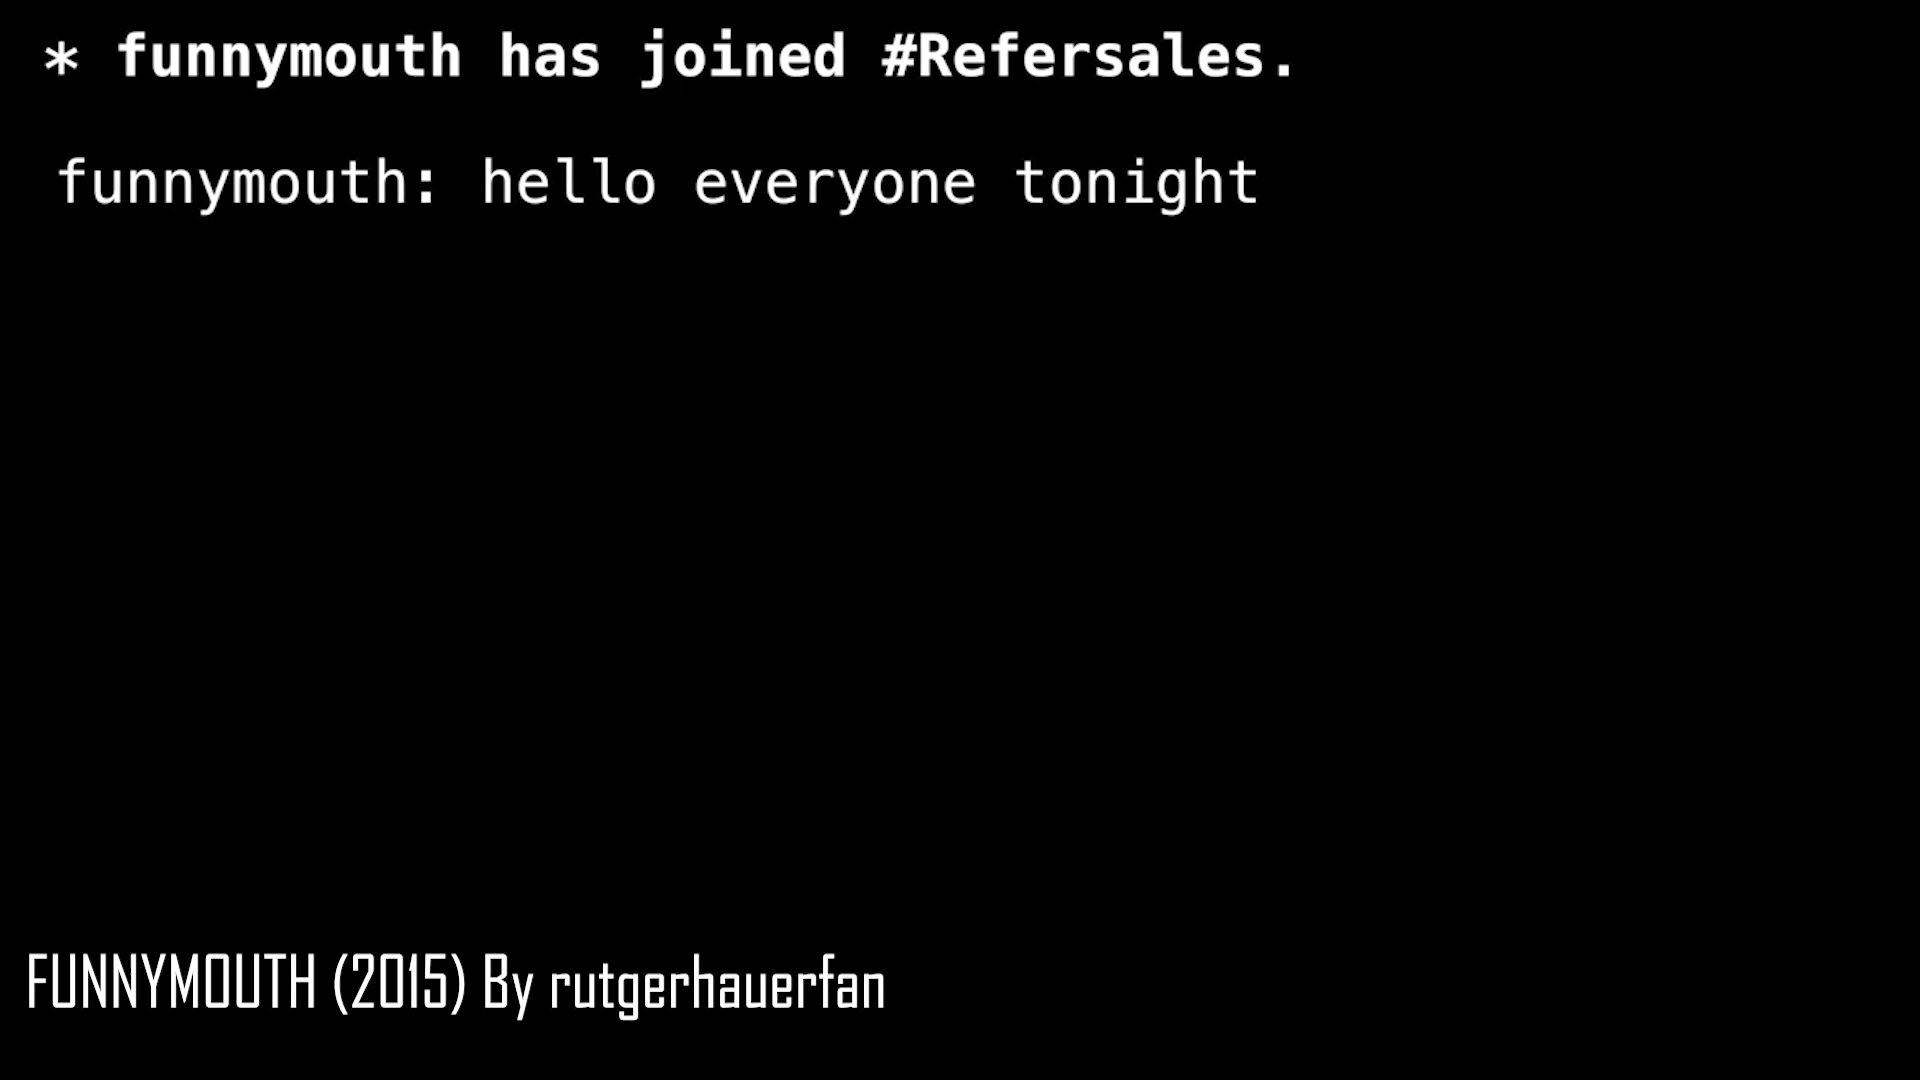 * funnymouth has joined #Refersales.
funnymouth: hello everyone tonight
FUNNYMOUTH (2015) By rutgerhauerfan